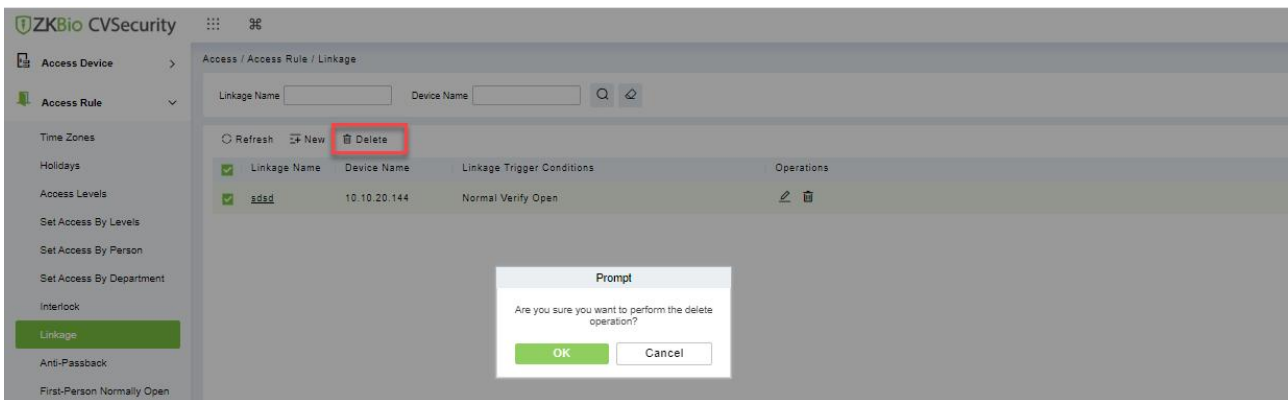 ZKBio CVSecurity
Access Device
Access / Access Rule / Linkage
Access Rule
Linkage Name
Device Name
Time Zones
Refresh New Delete
Holidays
Linkage Name Device Name Linkage Trigger Conditions Operations
Access Levels
sdsd 10.10.20.144 Normal Verify Open
Set Access By Levels
Set Access By Person
Set Access By Department
Interlock
Linkage
Anti-Passback
First-Person Normally Open
Prompt
Are you sure you want to perform the delete
operation?
OK Cancel